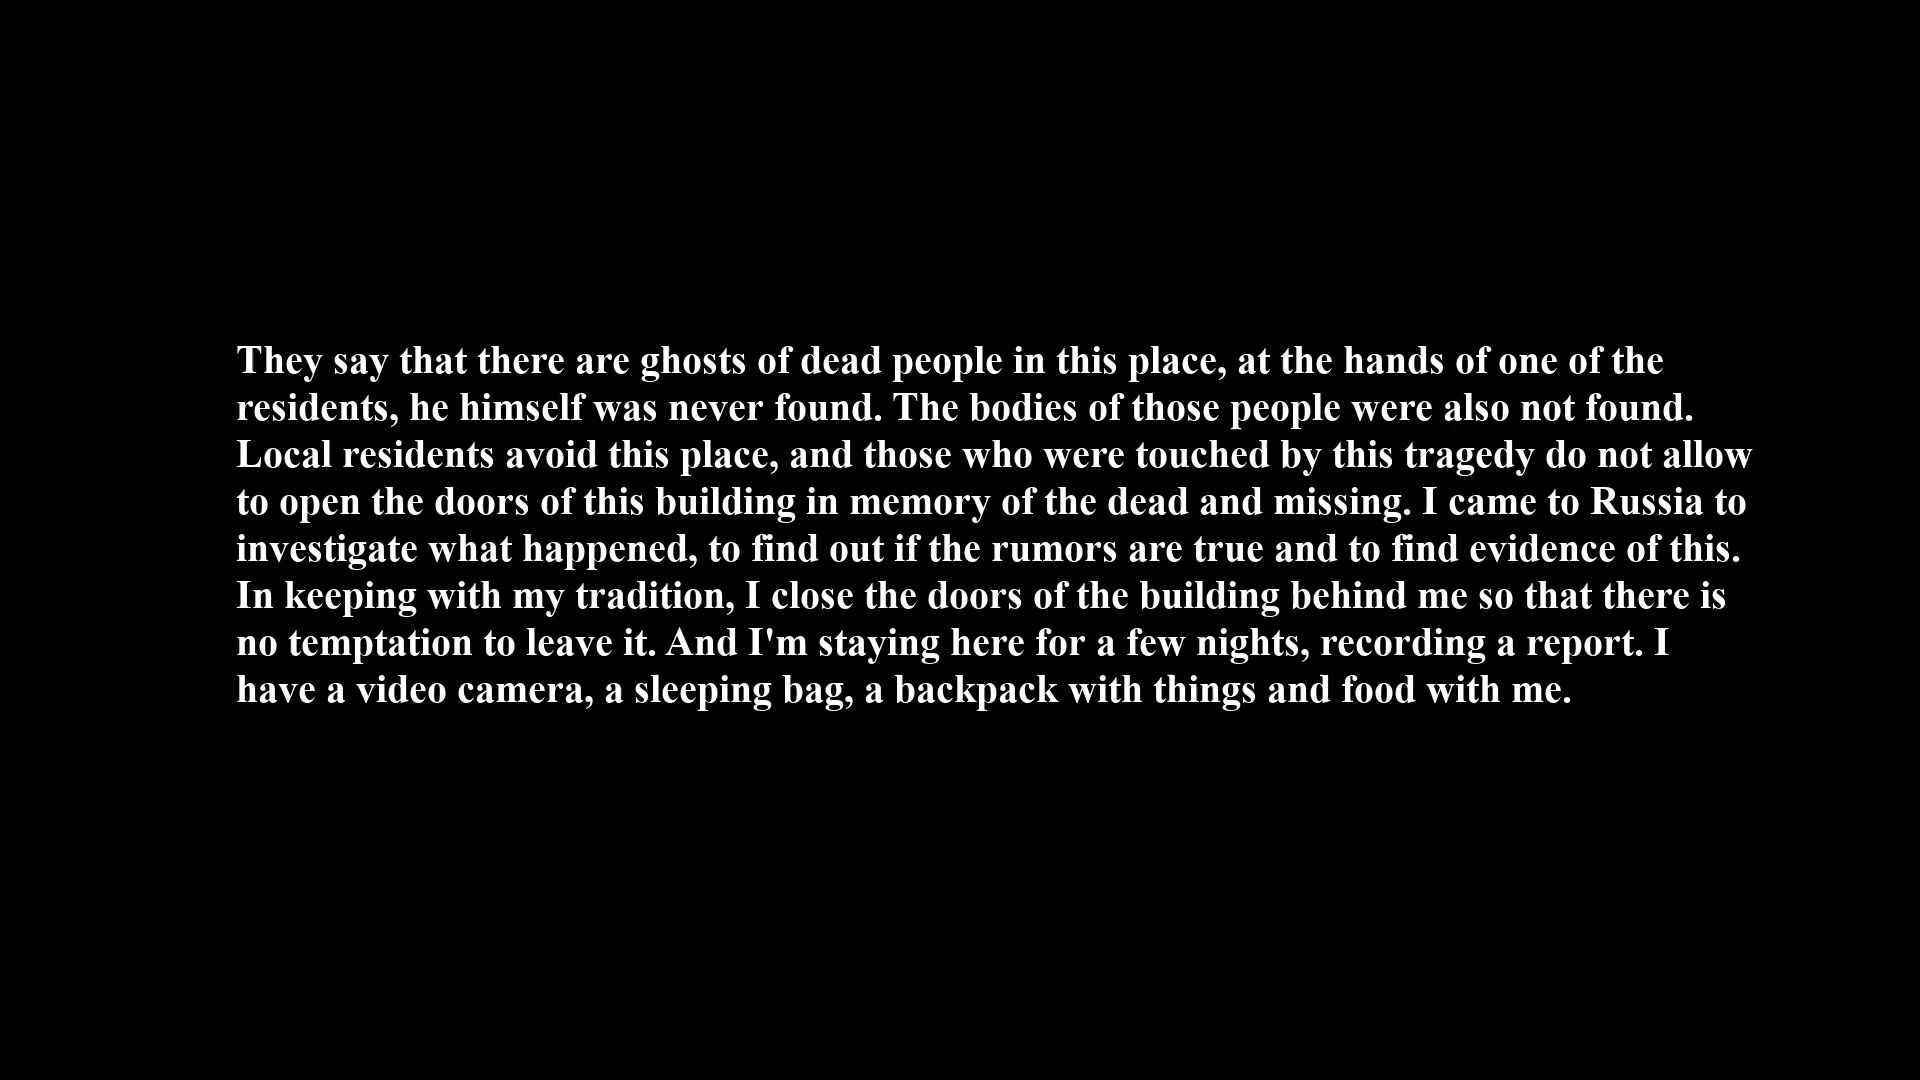 They say that there are ghosts of dead people in this place, at the hands of one of the
residents, he himself was never found. The bodies of those people were also not found.
Local residents avoid this place, and those who were touched by this tragedy do not allow
to open the doors of this building in memory of the dead and missing. I came to Russia to
investigate what happened, to find out if the rumors are true and to find evidence of this.
In keeping with my tradition, I close the doors of the building behind me so that there is
no temptation to leave it. And I'm staying here for a few nights, recording a report. I
have a video camera, a sleeping bag, a backpack with things and food with me.